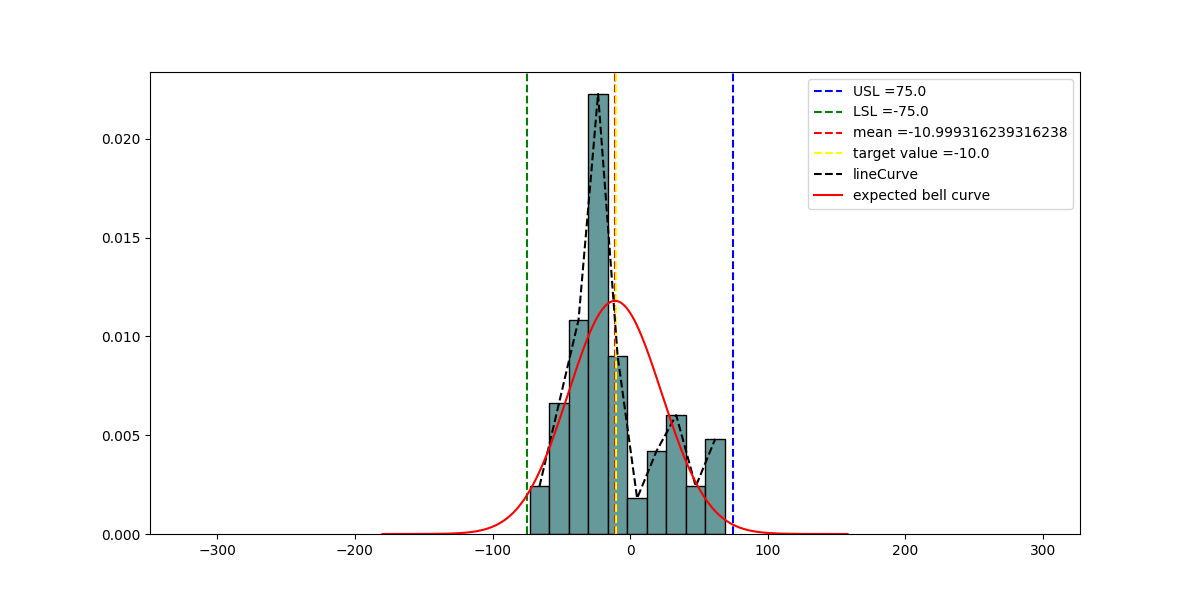 USL =75.0
LSL =-75.0
mean =-10.999316239316238
target value =-10.0
lineCurve
expected bell curve
0.020
0.015
0.010
0.005
0.000
−300 −200 −100 0 100 200 300